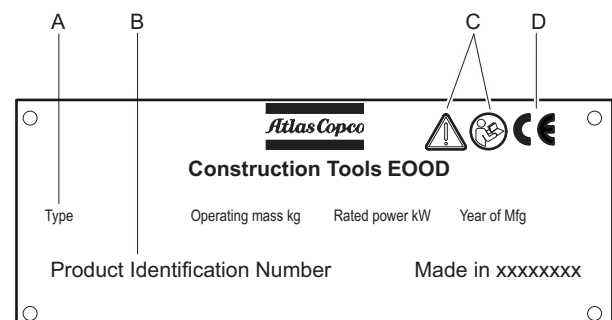 A B C D
Atlas Copco CE
Construction Tools EOOD
Type Operating mass kg Rated power kW Year of Mfg
Product Identification Number Made in xxxxxxxx